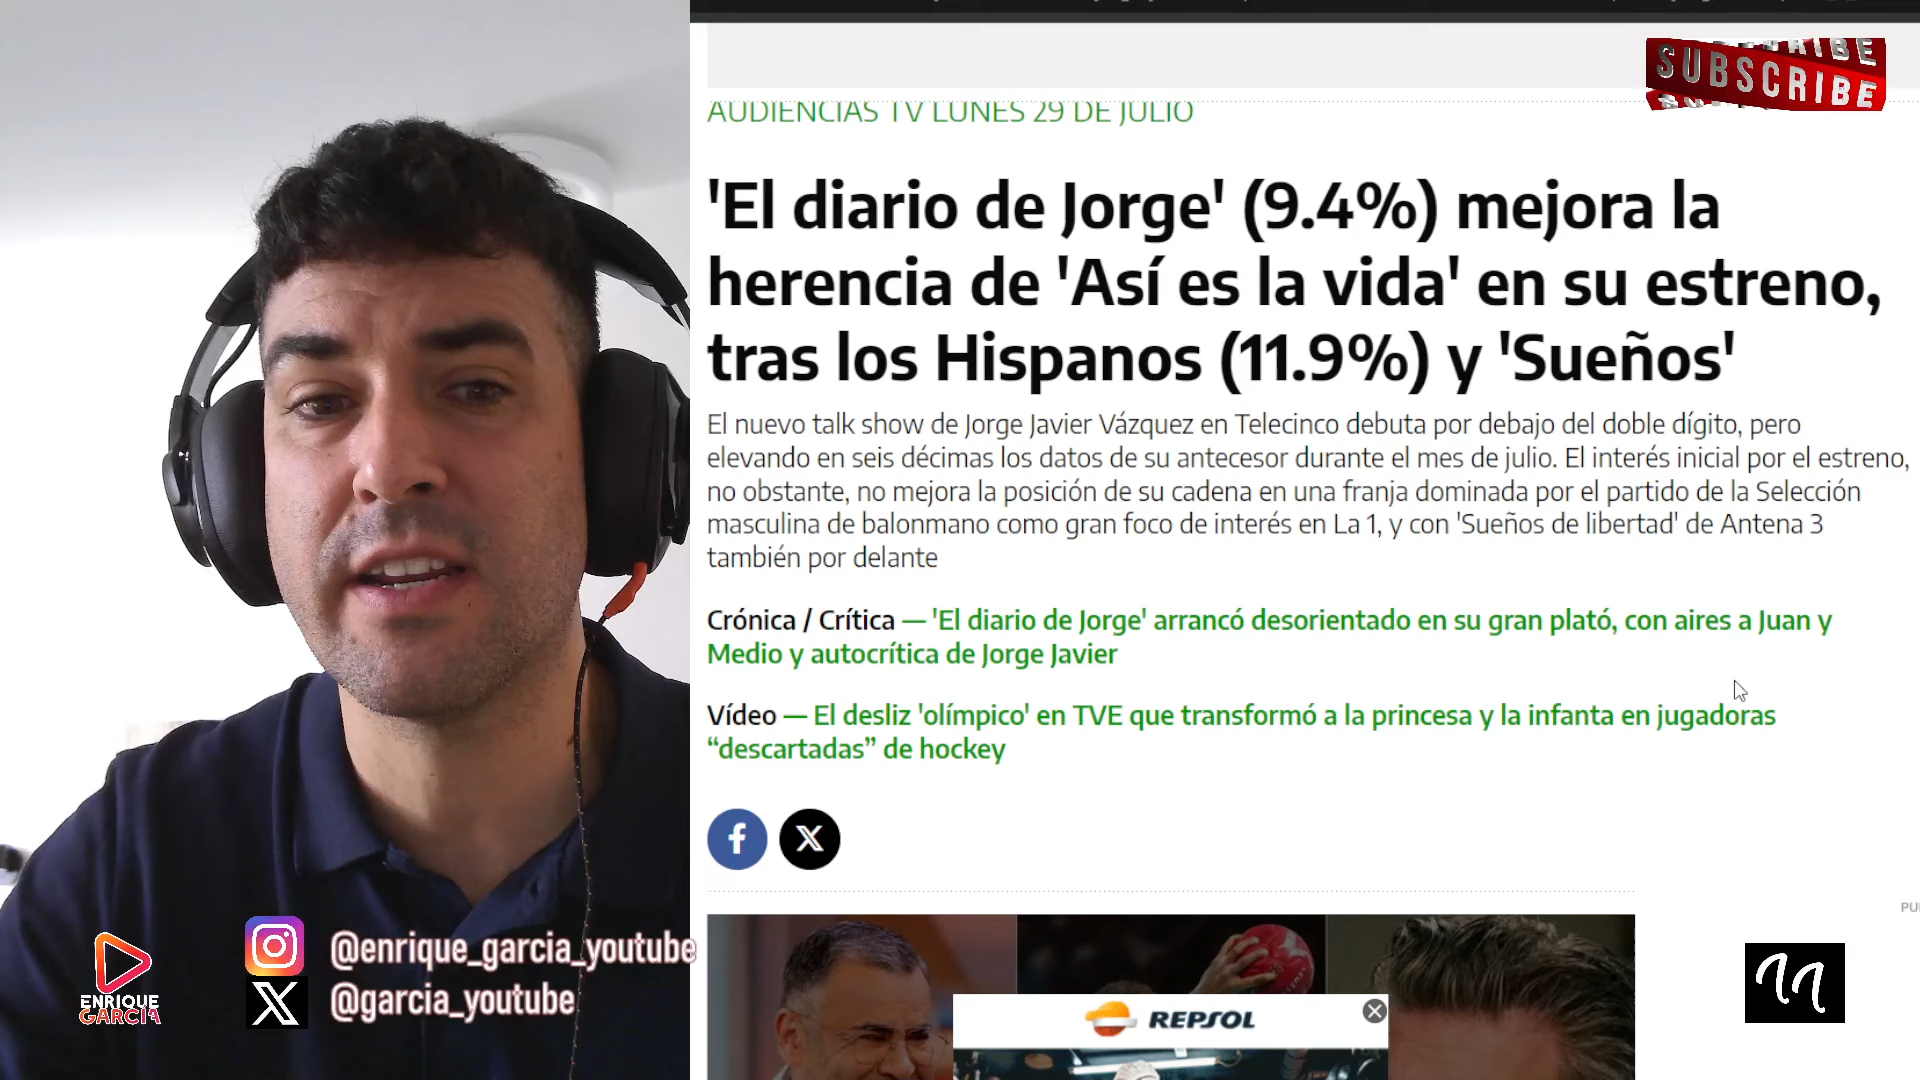 SUBSCRIBE
AUDIENCIAS TV LUNES 29 DE JULIO
'El diario de Jorge' (9.4%) mejora la
herencia de 'Así es la vida' en su estreno,
tras los Hispanos (11.9%) y 'Sueños'
El nuevo talk show de Jorge Javier Vázquez en Telecinco debuta por debajo del doble dígito, pero
elevando en seis décimas los datos de su antecesor durante el mes de julio. El interés inicial por el estreno,
no obstante, no mejora la posición de su cadena en una franja dominada por el partido de la Selección
masculina de balonmano como gran foco de interés en La 1, y con 'Sueños de libertad' de Antena 3
también por delante
Crónica / Crítica — 'El diario de Jorge' arrancó desorientado en su gran plató, con aires a Juan y
Medio y autocrítica de Jorge Javier
Vídeo — El desliz 'olímpico' en TVE que transformó a la princesa y la infanta en jugadoras
“descartadas” de hockey
PU
REPSOL
@enrique_garcia_youtube
@garcia_youtube
ENRIQUE
GARCIA